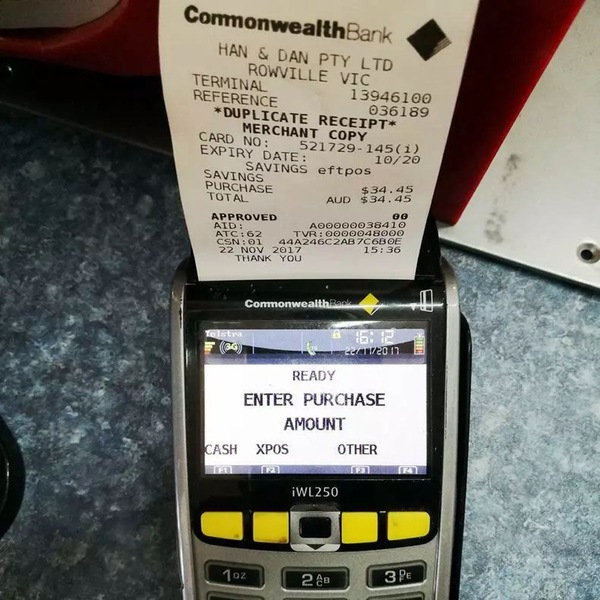 CommonwealthBank
HAN & DAN PTY LTD
ROWVILLE VIC
TERMINAL 13946100
REFERENCE 036189
*DUPLICATE RECEIPT*
MERCHANT COPY
CARD NO: 521729-145(i)
EXPIRY DATE: 10/20
SAVINGS eftpos
SAVINGS
PURCHASE $34.45
TOTAL AUD $34.45
APPROVED 00
AID: A00000038410
ATC:62 TVR:0000048000
CSN:01 44A246C2AB7C6B0E
22 NOV 2017 15:36
THANK YOU
CommonwealthBank
Telstra
3G 16:12
22/11/2017
READY
ENTER PURCHASE
AMOUNT
CASH XPOS OTHER
F1 F2 F3 F4
iWL250
1QZ 2ABC 3DEF